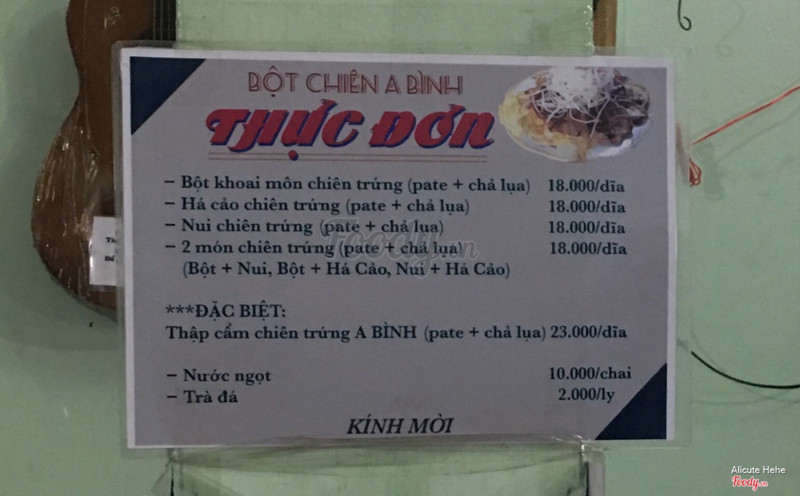 BỘT CHIÊN A BÌNH
THỰC ĐƠN
– Bột khoai môn chiên trứng (pate + chả lụa) 18.000/dĩa
– Há cảo chiên trứng (pate + chả lụa) 18.000/dĩa
– Nui chiên trứng (pate + chả lụa) 18.000/dĩa
– 2 món chiên trứng (pate + chả lụa) 18.000/dĩa
(Bột + Nui, Bột + Há Cảo, Nui + Há Cảo)
Foody.vn
***ĐẶC BIỆT:
Thập cẩm chiên trứng A BÌNH (pate + chả lụa) 23.000/dĩa
– Nước ngọt 10.000/chai
– Trà đá 2.000/ly
KÍNH MỜI
Alicute Hehe
Foody.vn